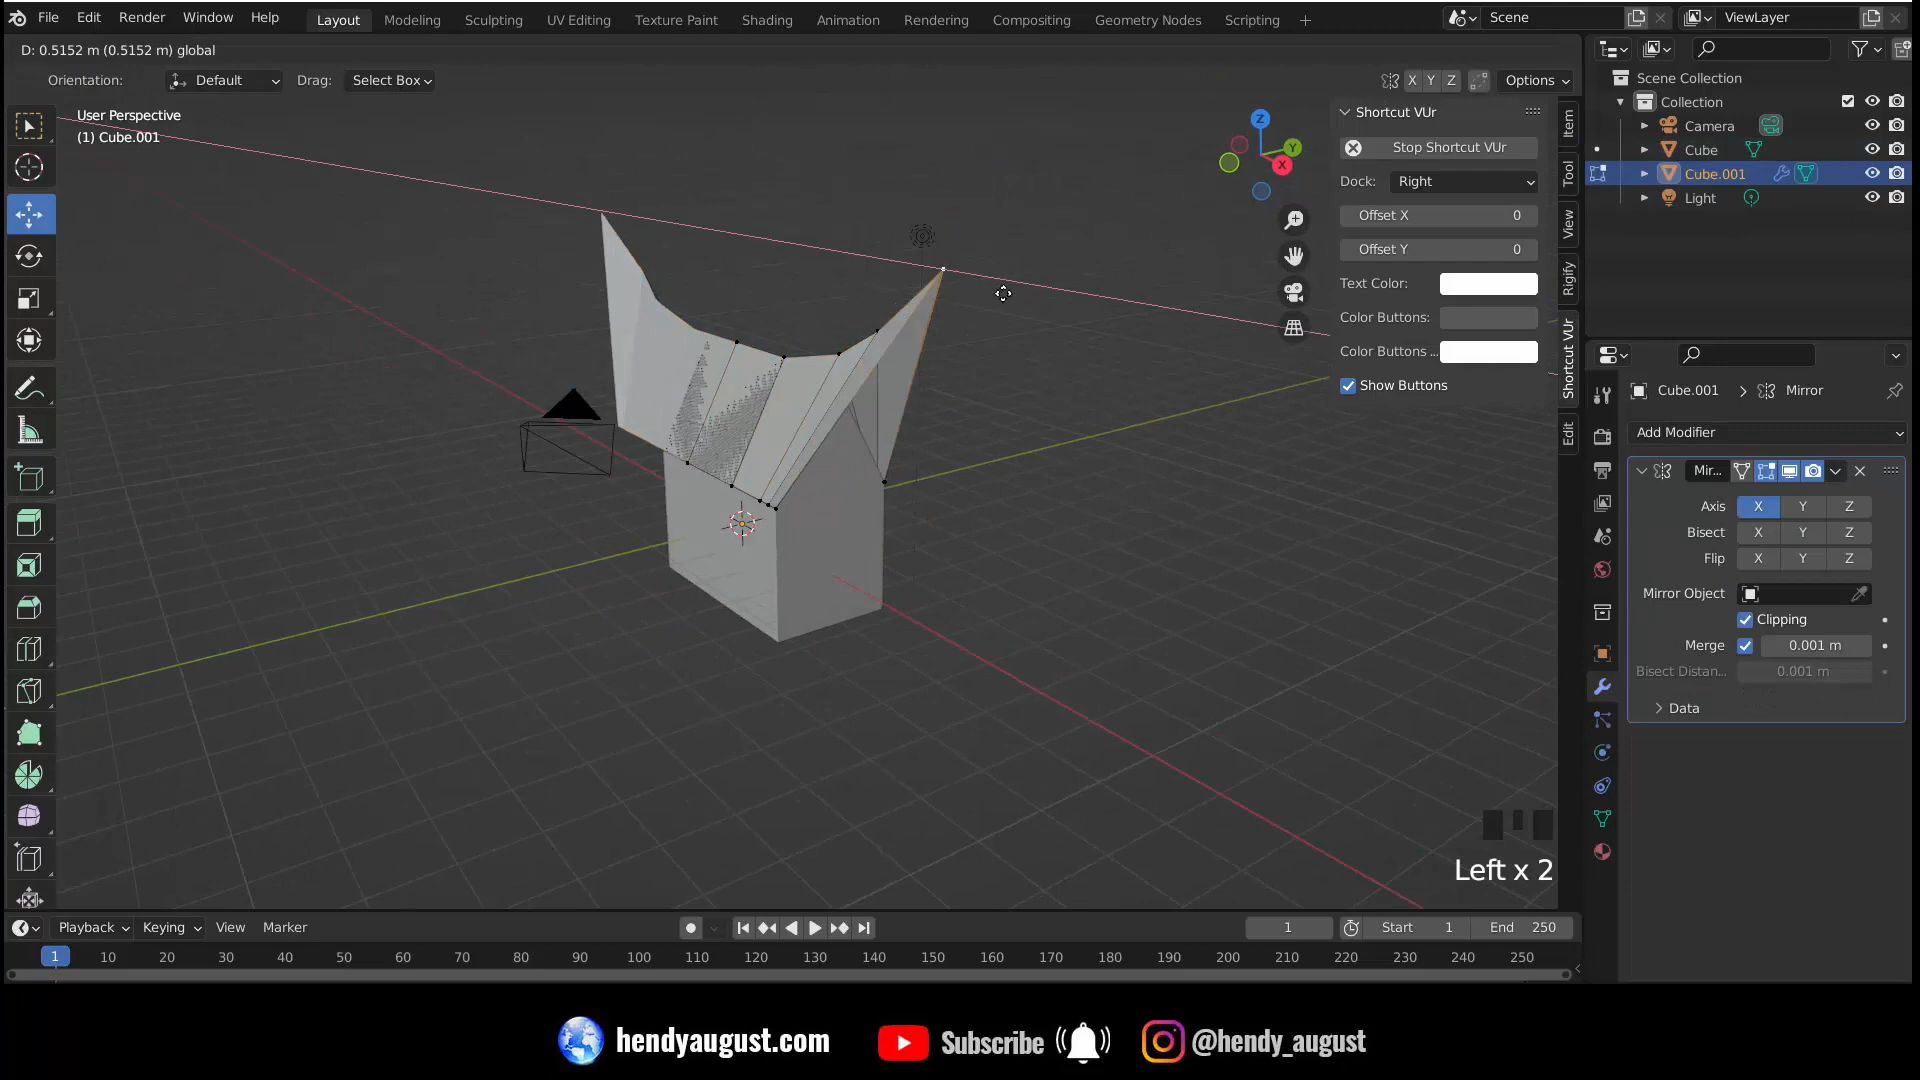 File Edit Render Window Help Layout Modeling Sculpting UV Editing Texture Paint Shading Animation Rendering Compositing Geometry Nodes Scripting + Scene ViewLayer
D: 0.5152 m (0.5152 m) global
Orientation: Default Drag: Select Box X Y Z Options
User Perspective
(1) Cube.001
Z
Y
X
Shortcut VUr
Stop Shortcut VUr
Dock: Right
Offset X 0
Offset Y 0
Text Color:
Color Buttons:
Color Buttons ...
Show Buttons
Item
Tool
View
Rigify
Shortcut VUr
Edit
Scene Collection
Collection
Camera
Cube
Cube.001
Light
Cube.001 > Mirror
Add Modifier
Mir...
Axis X Y Z
Bisect X Y Z
Flip X Y Z
Mirror Object
Clipping
Merge 0.001 m
Bisect Distan... 0.001 m
Data
Left x 2
Playback Keying View Marker 1 Start 1 End 250
1 10 20 30 40 50 60 70 80 90 100 110 120 130 140 150 160 170 180 190 200 210 220 230 240 250
hendyaugust.com Subscribe @hendy_august